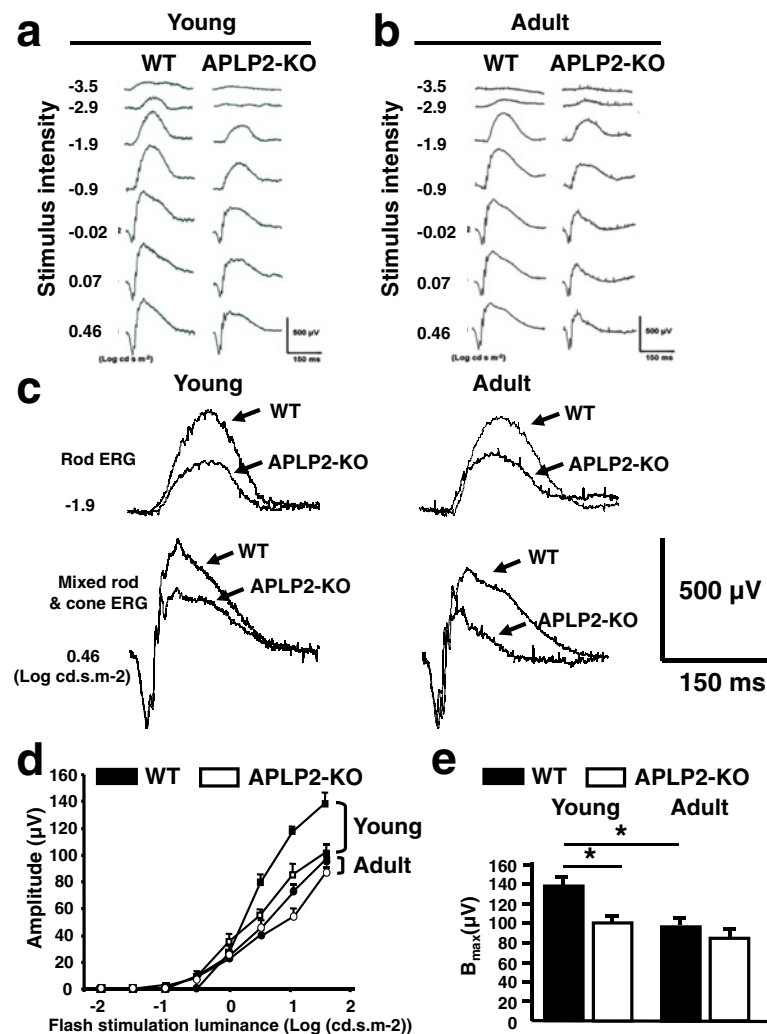 a
Young
WT APLP2-KO
Stimulus intensity
-3.5
-2.9
-1.9
-0.9
-0.02
0.07
0.46
(Log cd s m-2)
500 µV
150 ms
b
Adult
WT APLP2-KO
Stimulus intensity
-3.5
-2.9
-1.9
-0.9
-0.02
0.07
0.46
(Log cd s m-2)
500 µV
150 ms
c
Young
Adult
Rod ERG
-1.9
WT
APLP2-KO
WT
APLP2-KO
Mixed rod
& cone ERG
0.46
(Log cd.s.m-2)
WT
APLP2-KO
WT
APLP2-KO
500 µV
150 ms
d
WT APLP2-KO
Amplitude (µV)
160
140
120
100
80
60
40
20
0
Young
Adult
-2 -1 0 1 2
Flash stimulation luminance (Log (cd.s.m-2))
e
WT APLP2-KO
Young Adult
*
*
Bmax(µV)
160
140
120
100
80
60
40
20
0